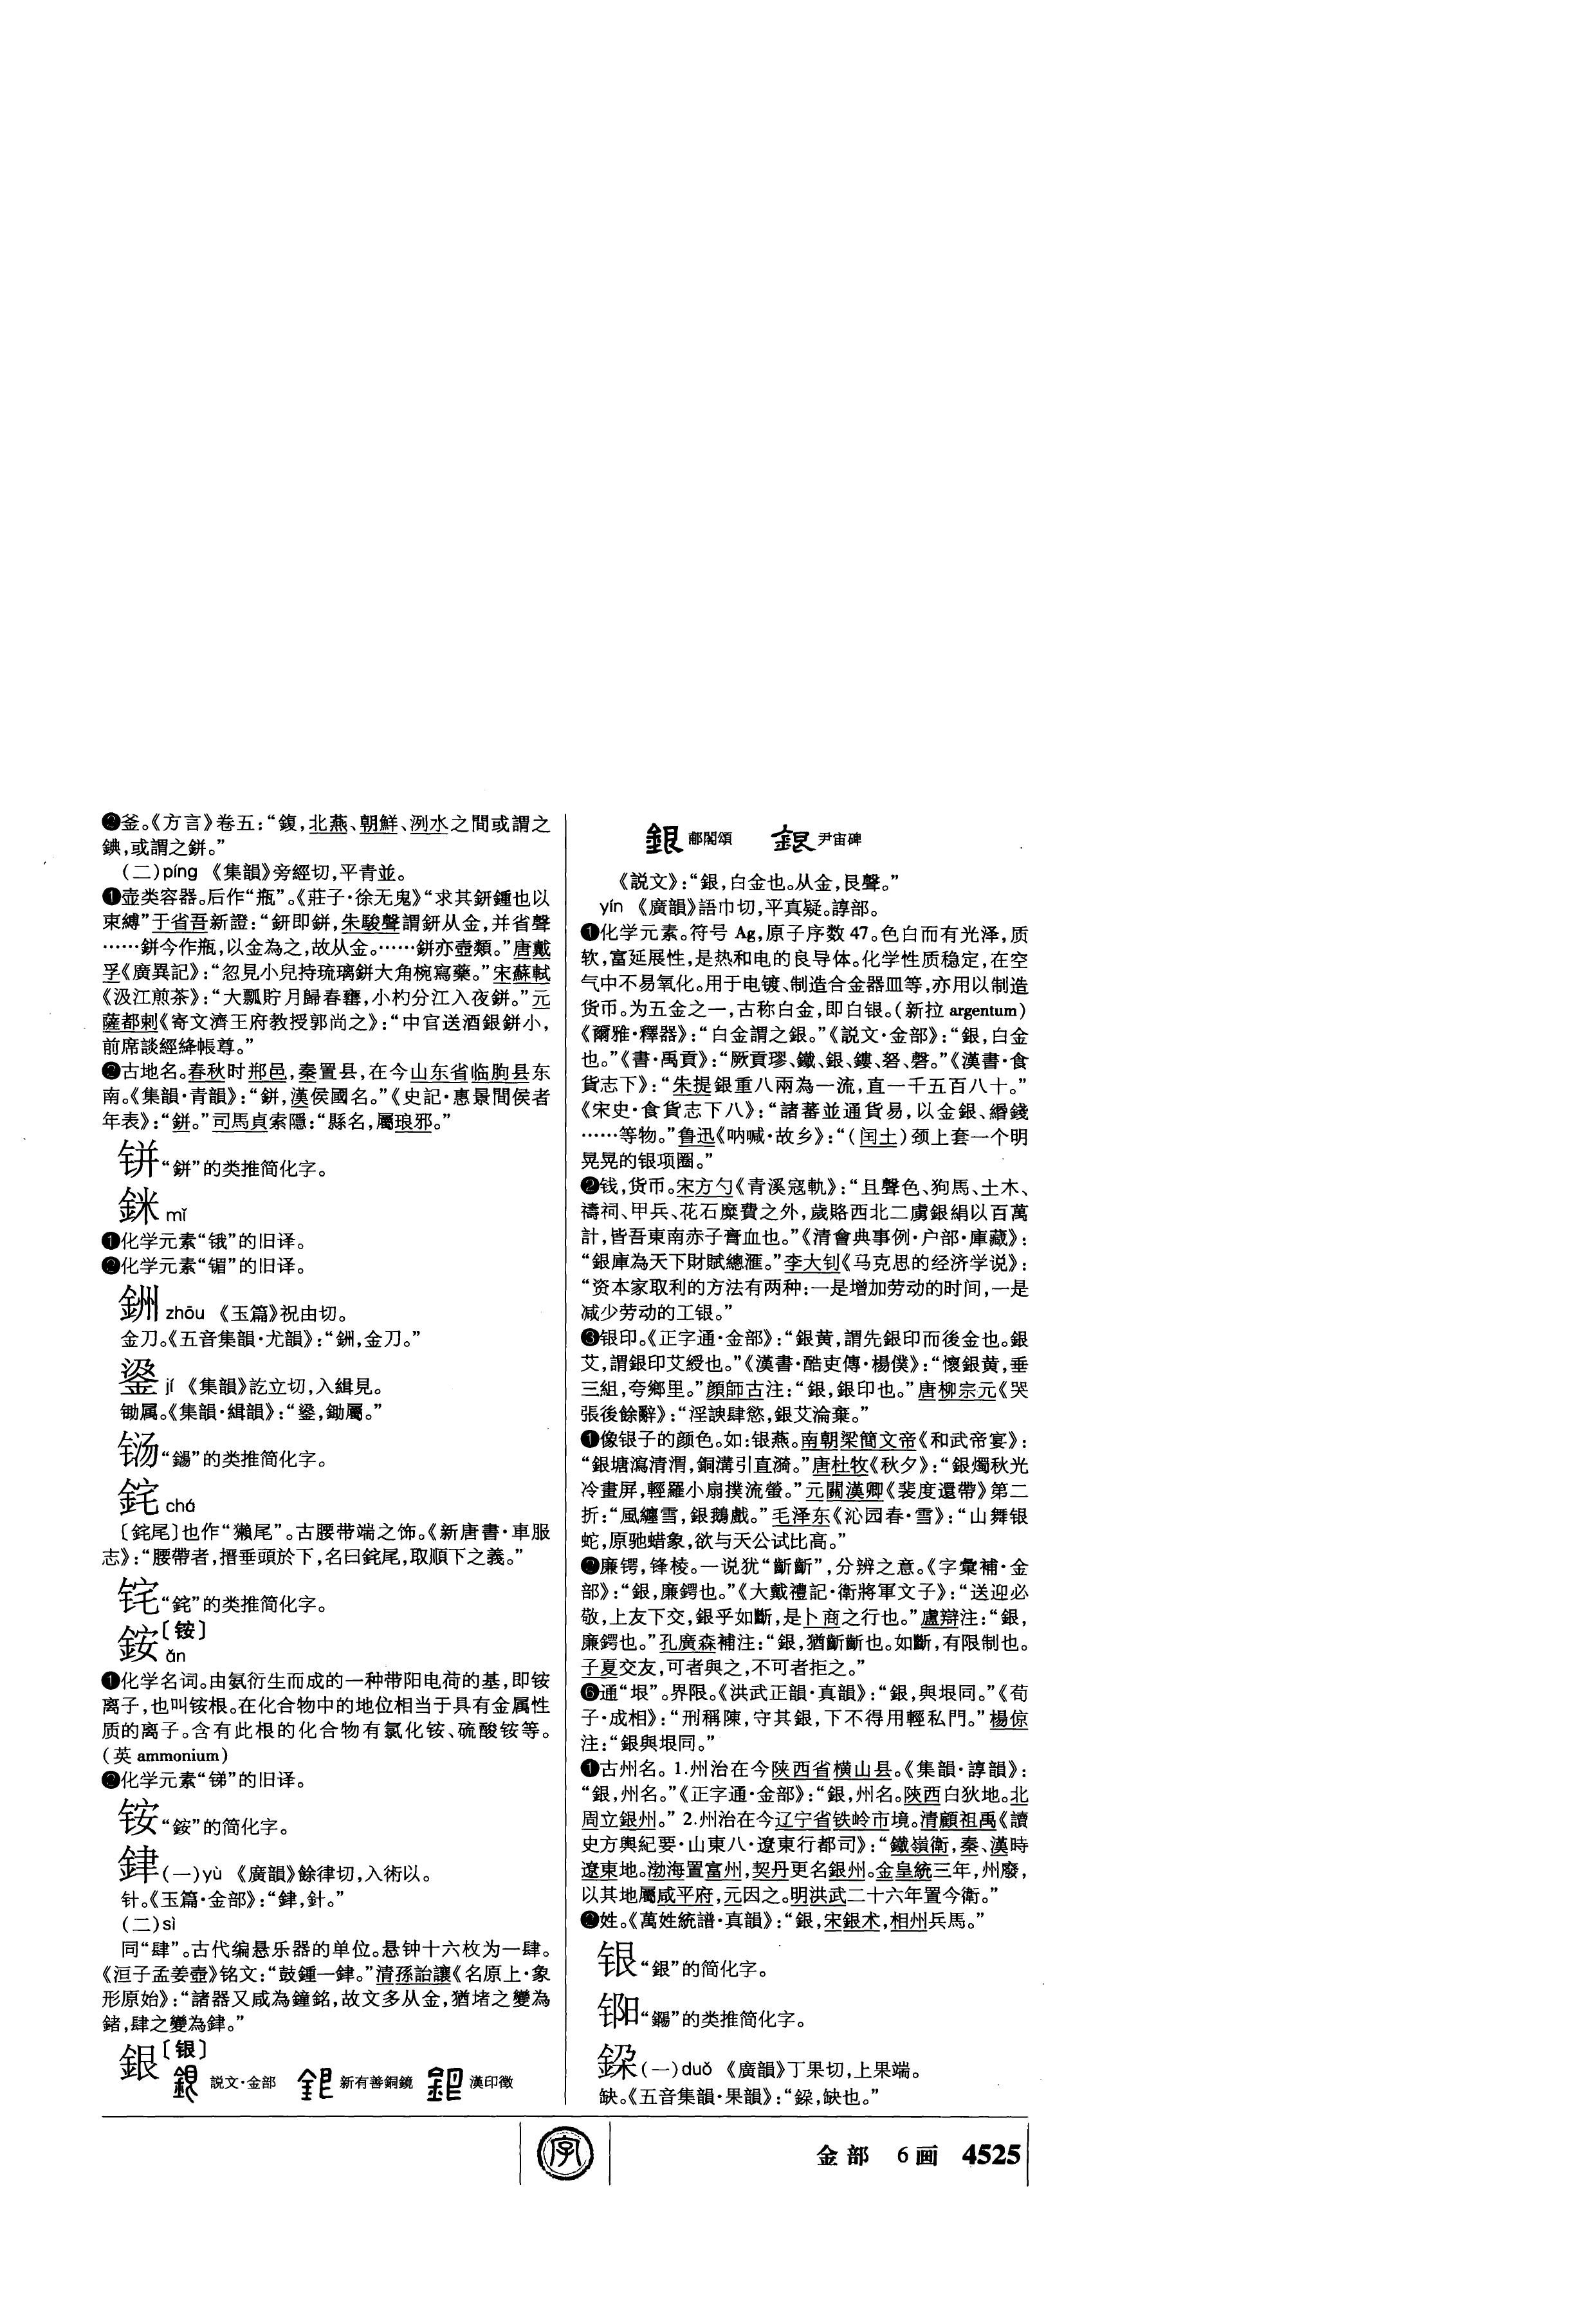 ❷釜。《方言》卷五：“鍑，北燕、朝鮮、洌水之間或謂之
錪，或謂之鉼。”
（二）píng 《集韻》旁經切，平青並。
❶壶类容器。后作“瓶”。《莊子·徐无鬼》“求其鈃鍾也以
束縛”于省吾新證：“鈃即鉼，朱駿聲謂鈃从金，并省聲
……鉼今作瓶，以金為之，故从金。……鉼亦壺類。”唐戴
孚《廣異記》：“忽見小兒持琉璃鉼大角椀寫藥。”宋蘇軾
《汲江煎茶》：“大瓢貯月歸春甕，小杓分江入夜鉼。”元
薩都剌《寄文濟王府教授郭尚之》：“中官送酒銀鉼小，
前席談經絳帳尊。”
❷古地名。春秋时郱邑，秦置县，在今山东省临朐县东
南。《集韻·青韻》：“鉼，漢侯國名。”《史記·惠景間侯者
年表》：“鉼。”司馬貞索隱：“縣名，屬琅邪。”
𰽤“鉼”的类推简化字。
銤 mǐ
❶化学元素“锇”的旧译。
❷化学元素“镅”的旧译。
銂 zhōu 《玉篇》祝由切。
金刀。《五音集韻·尤韻》：“銂，金刀。”
jí 《集韻》訖立切，入緝見。
锄属。《集韻·緝韻》：“，鋤屬。”
“鐊”的类推简化字。
䤩 chá
〔䤩尾〕也作“獺尾”。古腰带端之饰。《新唐書·車服
志》：“腰帶者，搢垂頭於下，名曰䤩尾，取順下之義。”
“䤩”的类推简化字。
銨〔铵〕
ǎn
❶化学名词。由氨衍生而成的一种带阳电荷的基，即铵
离子，也叫铵根。在化合物中的地位相当于具有金属性
质的离子。含有此根的化合物有氯化铵、硫酸铵等。
（英 ammonium）
❷化学元素“锑”的旧译。
铵“銨”的简化字。
銉（一）yù 《廣韻》餘律切，入術以。
针。《玉篇·金部》：“銉，針。”
（二）sì
同“肆”。古代编悬乐器的单位。悬钟十六枚为一肆。
《洹子孟姜壺》铭文：“鼓鍾一銉。”清孫詒讓《名原上·象
形原始》：“諸器又咸為鐘銘，故文多从金，猶堵之變為
鍺，肆之變為銉。”
銀〔银〕
説文·金部 新有善銅鏡 漢印徵
郙閣頌 尹宙碑
《説文》：“銀，白金也。从金，艮聲。”
yín 《廣韻》語巾切，平真疑。諄部。
❶化学元素。符号 Ag，原子序数 47。色白而有光泽，质
软，富延展性，是热和电的良导体。化学性质稳定，在空
气中不易氧化。用于电镀、制造合金器皿等，亦用以制造
货币。为五金之一，古称白金，即白银。（新拉 argentum）
《爾雅·釋器》：“白金謂之銀。”《説文·金部》：“銀，白金
也。”《書·禹貢》：“厥貢璆、鐵、銀、鏤、砮、磬。”《漢書·食
貨志下》：“朱提銀重八兩為一流，直一千五百八十。”
《宋史·食貨志下八》：“諸蕃並通貨易，以金銀、緡錢
……等物。”鲁迅《呐喊·故乡》：“（闰土）颈上套一个明
晃晃的银项圈。”
❷钱，货币。宋方勺《青溪寇軌》：“且聲色、狗馬、土木、
禱祠、甲兵、花石糜費之外，歲賂西北二虜銀絹以百萬
計，皆吾東南赤子膏血也。”《清會典事例·户部·庫藏》：
“銀庫為天下財賦總滙。”李大钊《马克思的经济学说》：
“资本家取利的方法有两种：一是增加劳动的时间，一是
减少劳动的工银。”
❸银印。《正字通·金部》：“銀黄，謂先銀印而後金也。銀
艾，謂銀印艾綬也。”《漢書·酷吏傳·楊僕》：“懷銀黄，垂
三組，夸鄉里。”顔師古注：“銀，銀印也。”唐柳宗元《哭
張後餘辭》：“淫諛肆慾，銀艾淪棄。”
❶像银子的颜色。如：银燕。南朝梁簡文帝《和武帝宴》：
“銀塘瀉清渭，銅溝引直漪。”唐杜牧《秋夕》：“銀燭秋光
冷畫屏，輕羅小扇撲流螢。”元關漢卿《裴度還帶》第二
折：“風纏雪，銀鵝戲。”毛泽东《沁园春·雪》：“山舞银
蛇，原驰蜡象，欲与天公试比高。”
❷廉锷，锋棱。一说犹“齗齗”，分辨之意。《字彙補·金
部》：“銀，廉鍔也。”《大戴禮記·衛將軍文子》：“送迎必
敬，上友下交，銀乎如斷，是卜商之行也。”盧辯注：“銀，
廉鍔也。”孔廣森補注：“銀，猶齗齗也。如斷，有限制也。
子夏交友，可者與之，不可者拒之。”
❻通“垠”。界限。《洪武正韻·真韻》：“銀，與垠同。”《荀
子·成相》：“刑稱陳，守其銀，下不得用輕私門。”楊倞
注：“銀與垠同。”
❶古州名。1.州治在今陕西省横山县。《集韻·諄韻》：
“銀，州名。”《正字通·金部》：“銀，州名。陝西白狄地。北
周立銀州。”2.州治在今辽宁省铁岭市境。清顧祖禹《讀
史方輿紀要·山東八·遼東行都司》：“鐵嶺衛，秦、漢時
遼東地。渤海置富州，契丹更名銀州。金皇統三年，州廢，
以其地屬咸平府，元因之。明洪武二十六年置今衛。”
❷姓。《萬姓統譜·真韻》：“銀，宋銀术，相州兵馬。”
银“銀”的简化字。
“鐊”的类推简化字。
鋹（一）duǒ 《廣韻》丁果切，上果端。
缺。《五音集韻·果韻》：“，缺也。”
字
金部 6画 4525